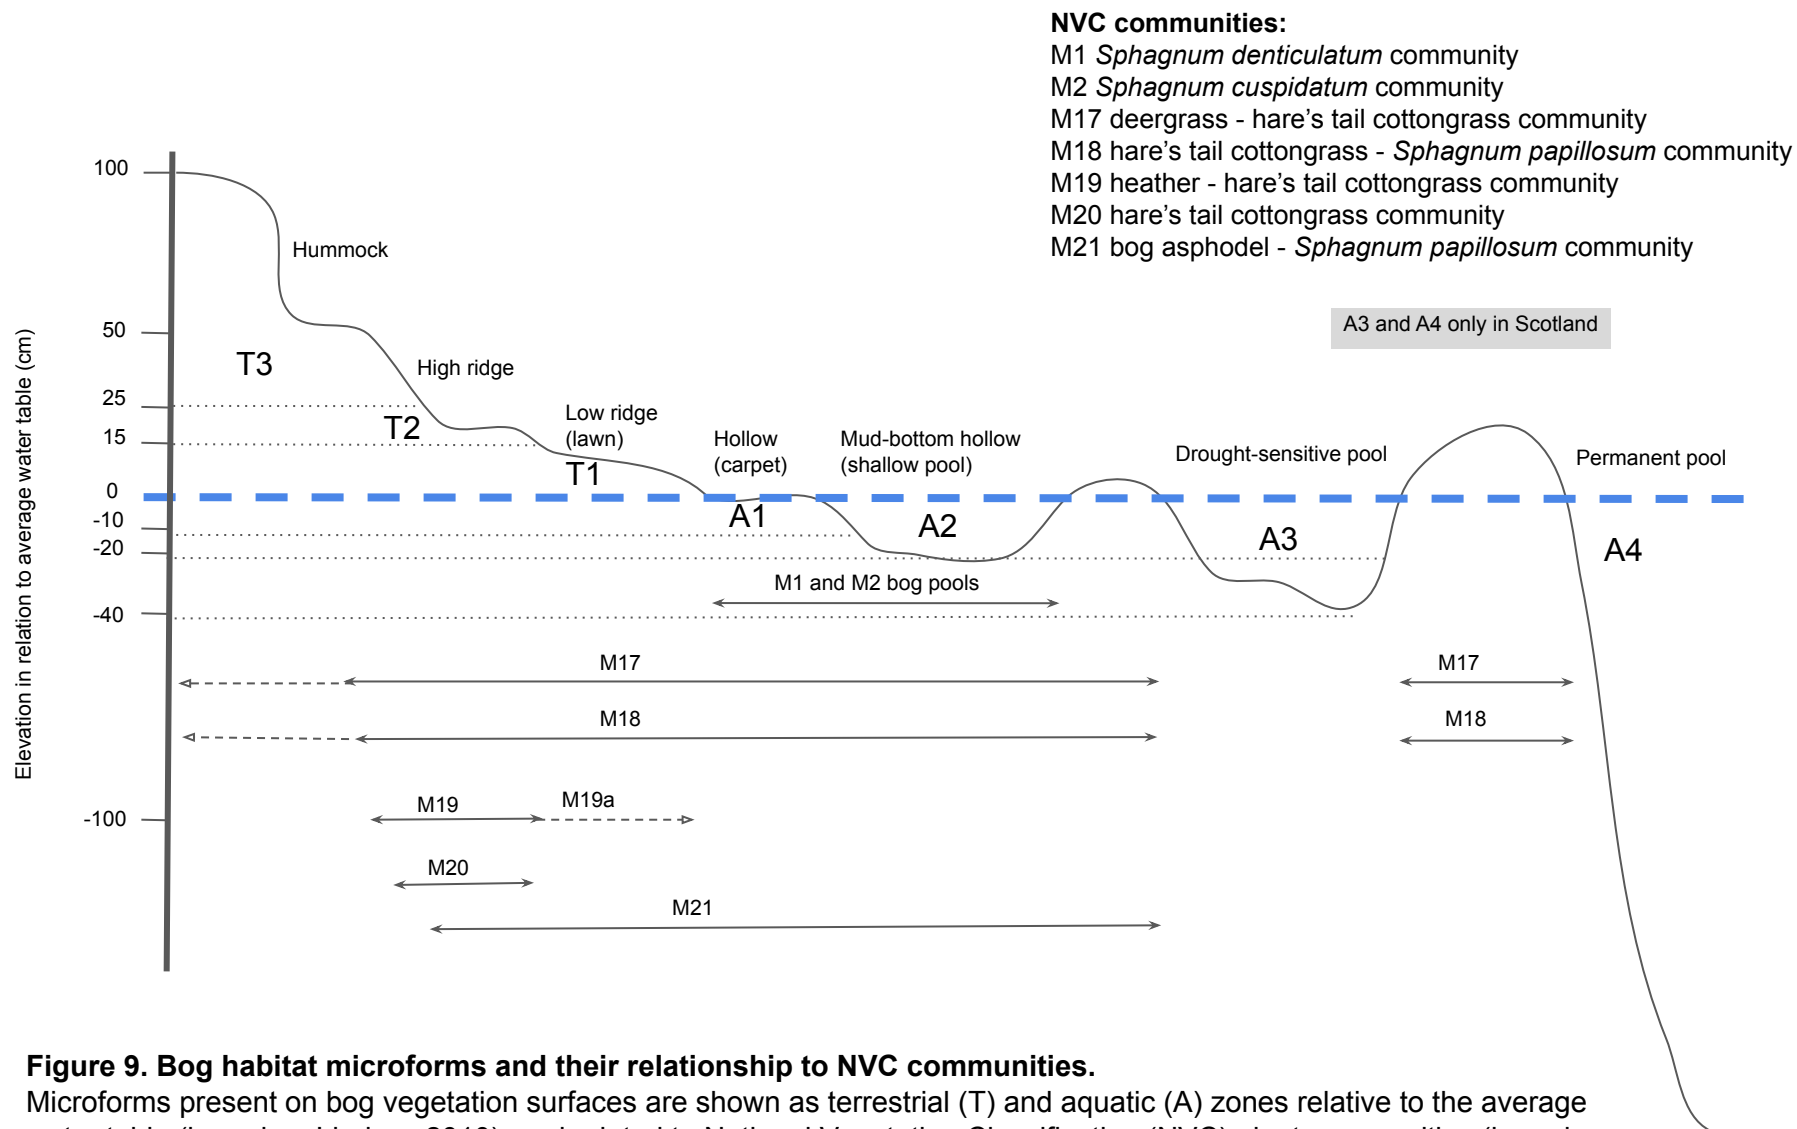 NVC communities:
M1 Sphagnum denticulatum community
M2 Sphagnum cuspidatum community
M17 deergrass - hare's tail cottongrass community
M18 hare's tail cottongrass - Sphagnum papillosum community
M19 heather - hare's tail cottongrass community
M20 hare's tail cottongrass community
M21 bog asphodel - Sphagnum papillosum community
A3 and A4 only in Scotland
Elevation in relation to average water table (cm)
100
50
25
15
0
-10
-20
-40
-100
Hummock
T3
High ridge
T2
Low ridge
(lawn)
T1
Hollow
(carpet)
A1
Mud-bottom hollow
(shallow pool)
A2
Drought-sensitive pool
A3
Permanent pool
A4
M1 and M2 bog pools
M17
M17
M18
M18
M19
M19a
M20
M21
Figure 9. Bog habitat microforms and their relationship to NVC communities.
Microforms present on bog vegetation surfaces are shown as terrestrial (T) and aquatic (A) zones relative to the average